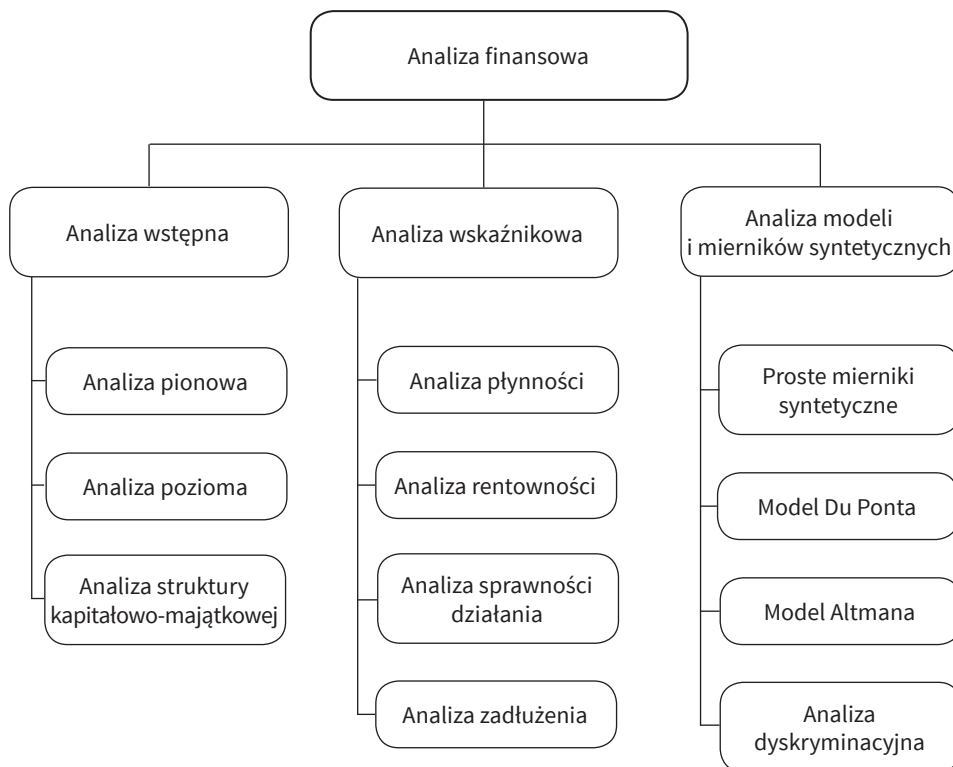 Analiza finansowa
Analiza wstępna
Analiza pionowa
Analiza pozioma
Analiza struktury
kapitałowo-majątkowej
Analiza wskaźnikowa
Analiza płynności
Analiza rentowności
Analiza sprawności
działania
Analiza zadłużenia
Analiza modeli
i mierników syntetycznych
Proste mierniki
syntetyczne
Model Du Ponta
Model Altmana
Analiza
dyskryminacyjna